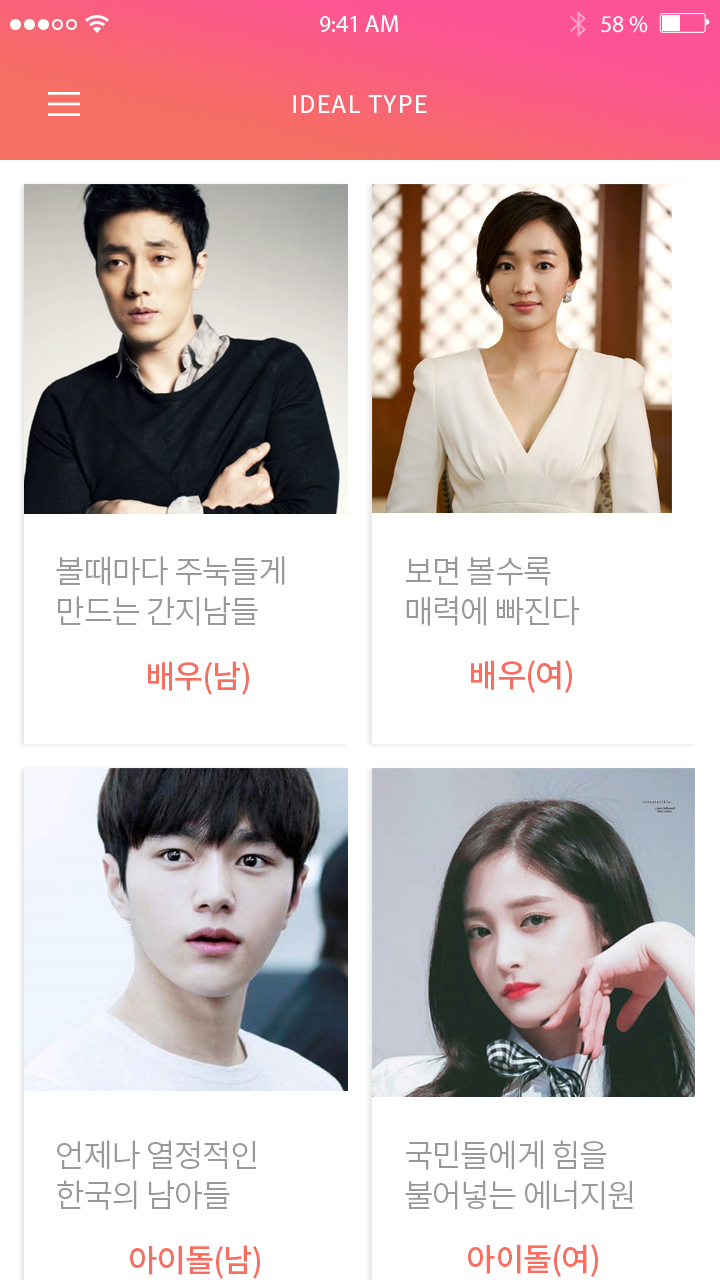 9:41 AM
58 %
IDEAL TYPE
볼때마다 주눅들게
만드는 간지남들
배우(남)
보면 볼수록
매력에 빠진다
배우(여)
언제나 열정적인
한국의 남아들
아이돌(남)
국민들에게 힘을
불어넣는 에너지원
아이돌(여)